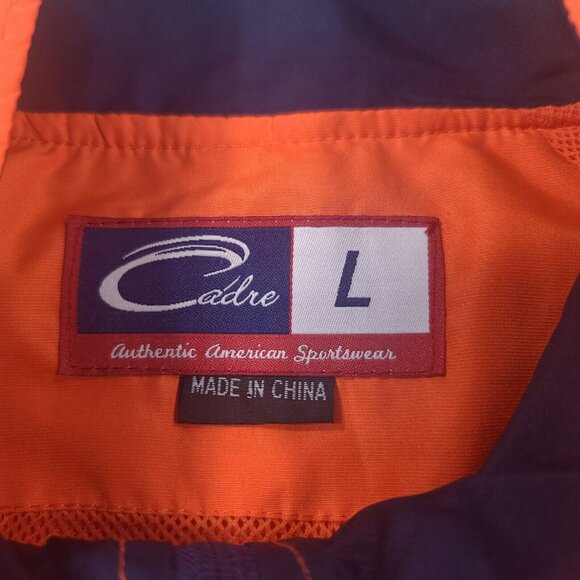 Cadre
L
Authentic American Sportswear
MADE IN CHINA